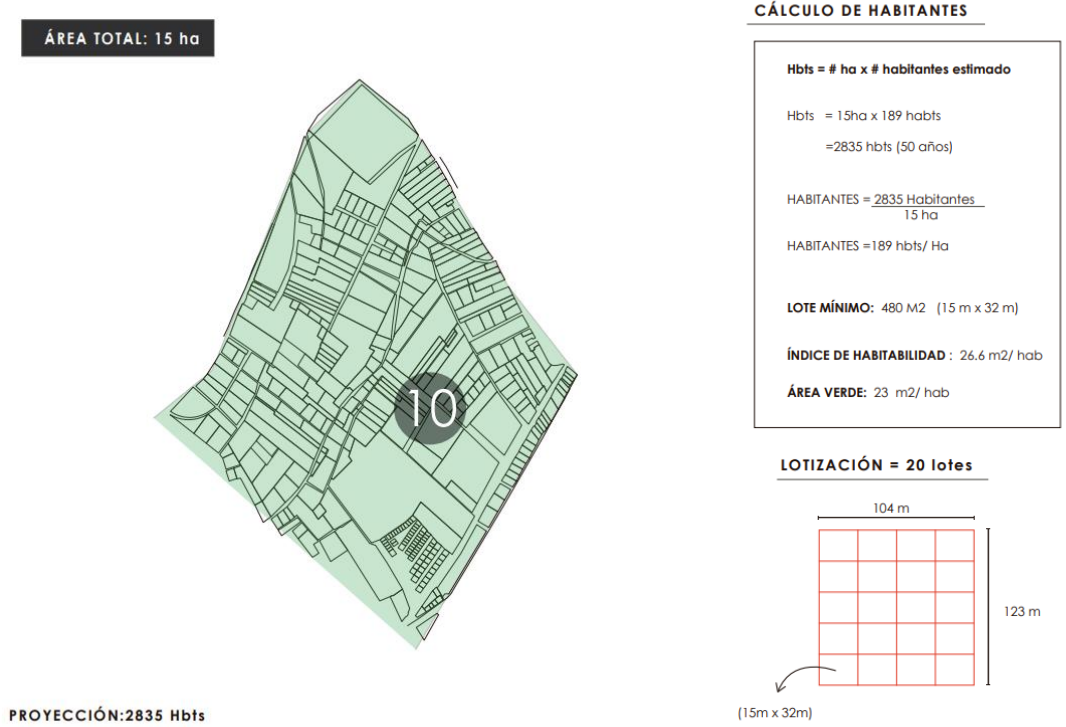 CÁLCULO DE HABITANTES
ÁREA TOTAL: 15 ha
Hbts = # ha x # habitantes estimado
Hbts = 15ha x 189 habts
=2835 hbts (50 años)
HABITANTES = 2835 Habitantes
15 ha
HABITANTES =189 hbts/ Ha
LOTE MÍNIMO: 480 M2 (15 m x 32 m)
ÍNDICE DE HABITABILIDAD : 26.6 m2/ hab
ÁREA VERDE: 23 m2/ hab
10
LOTIZACIÓN = 20 lotes
104 m
123 m
(15m x 32m)
PROYECCIÓN:2835 Hbts